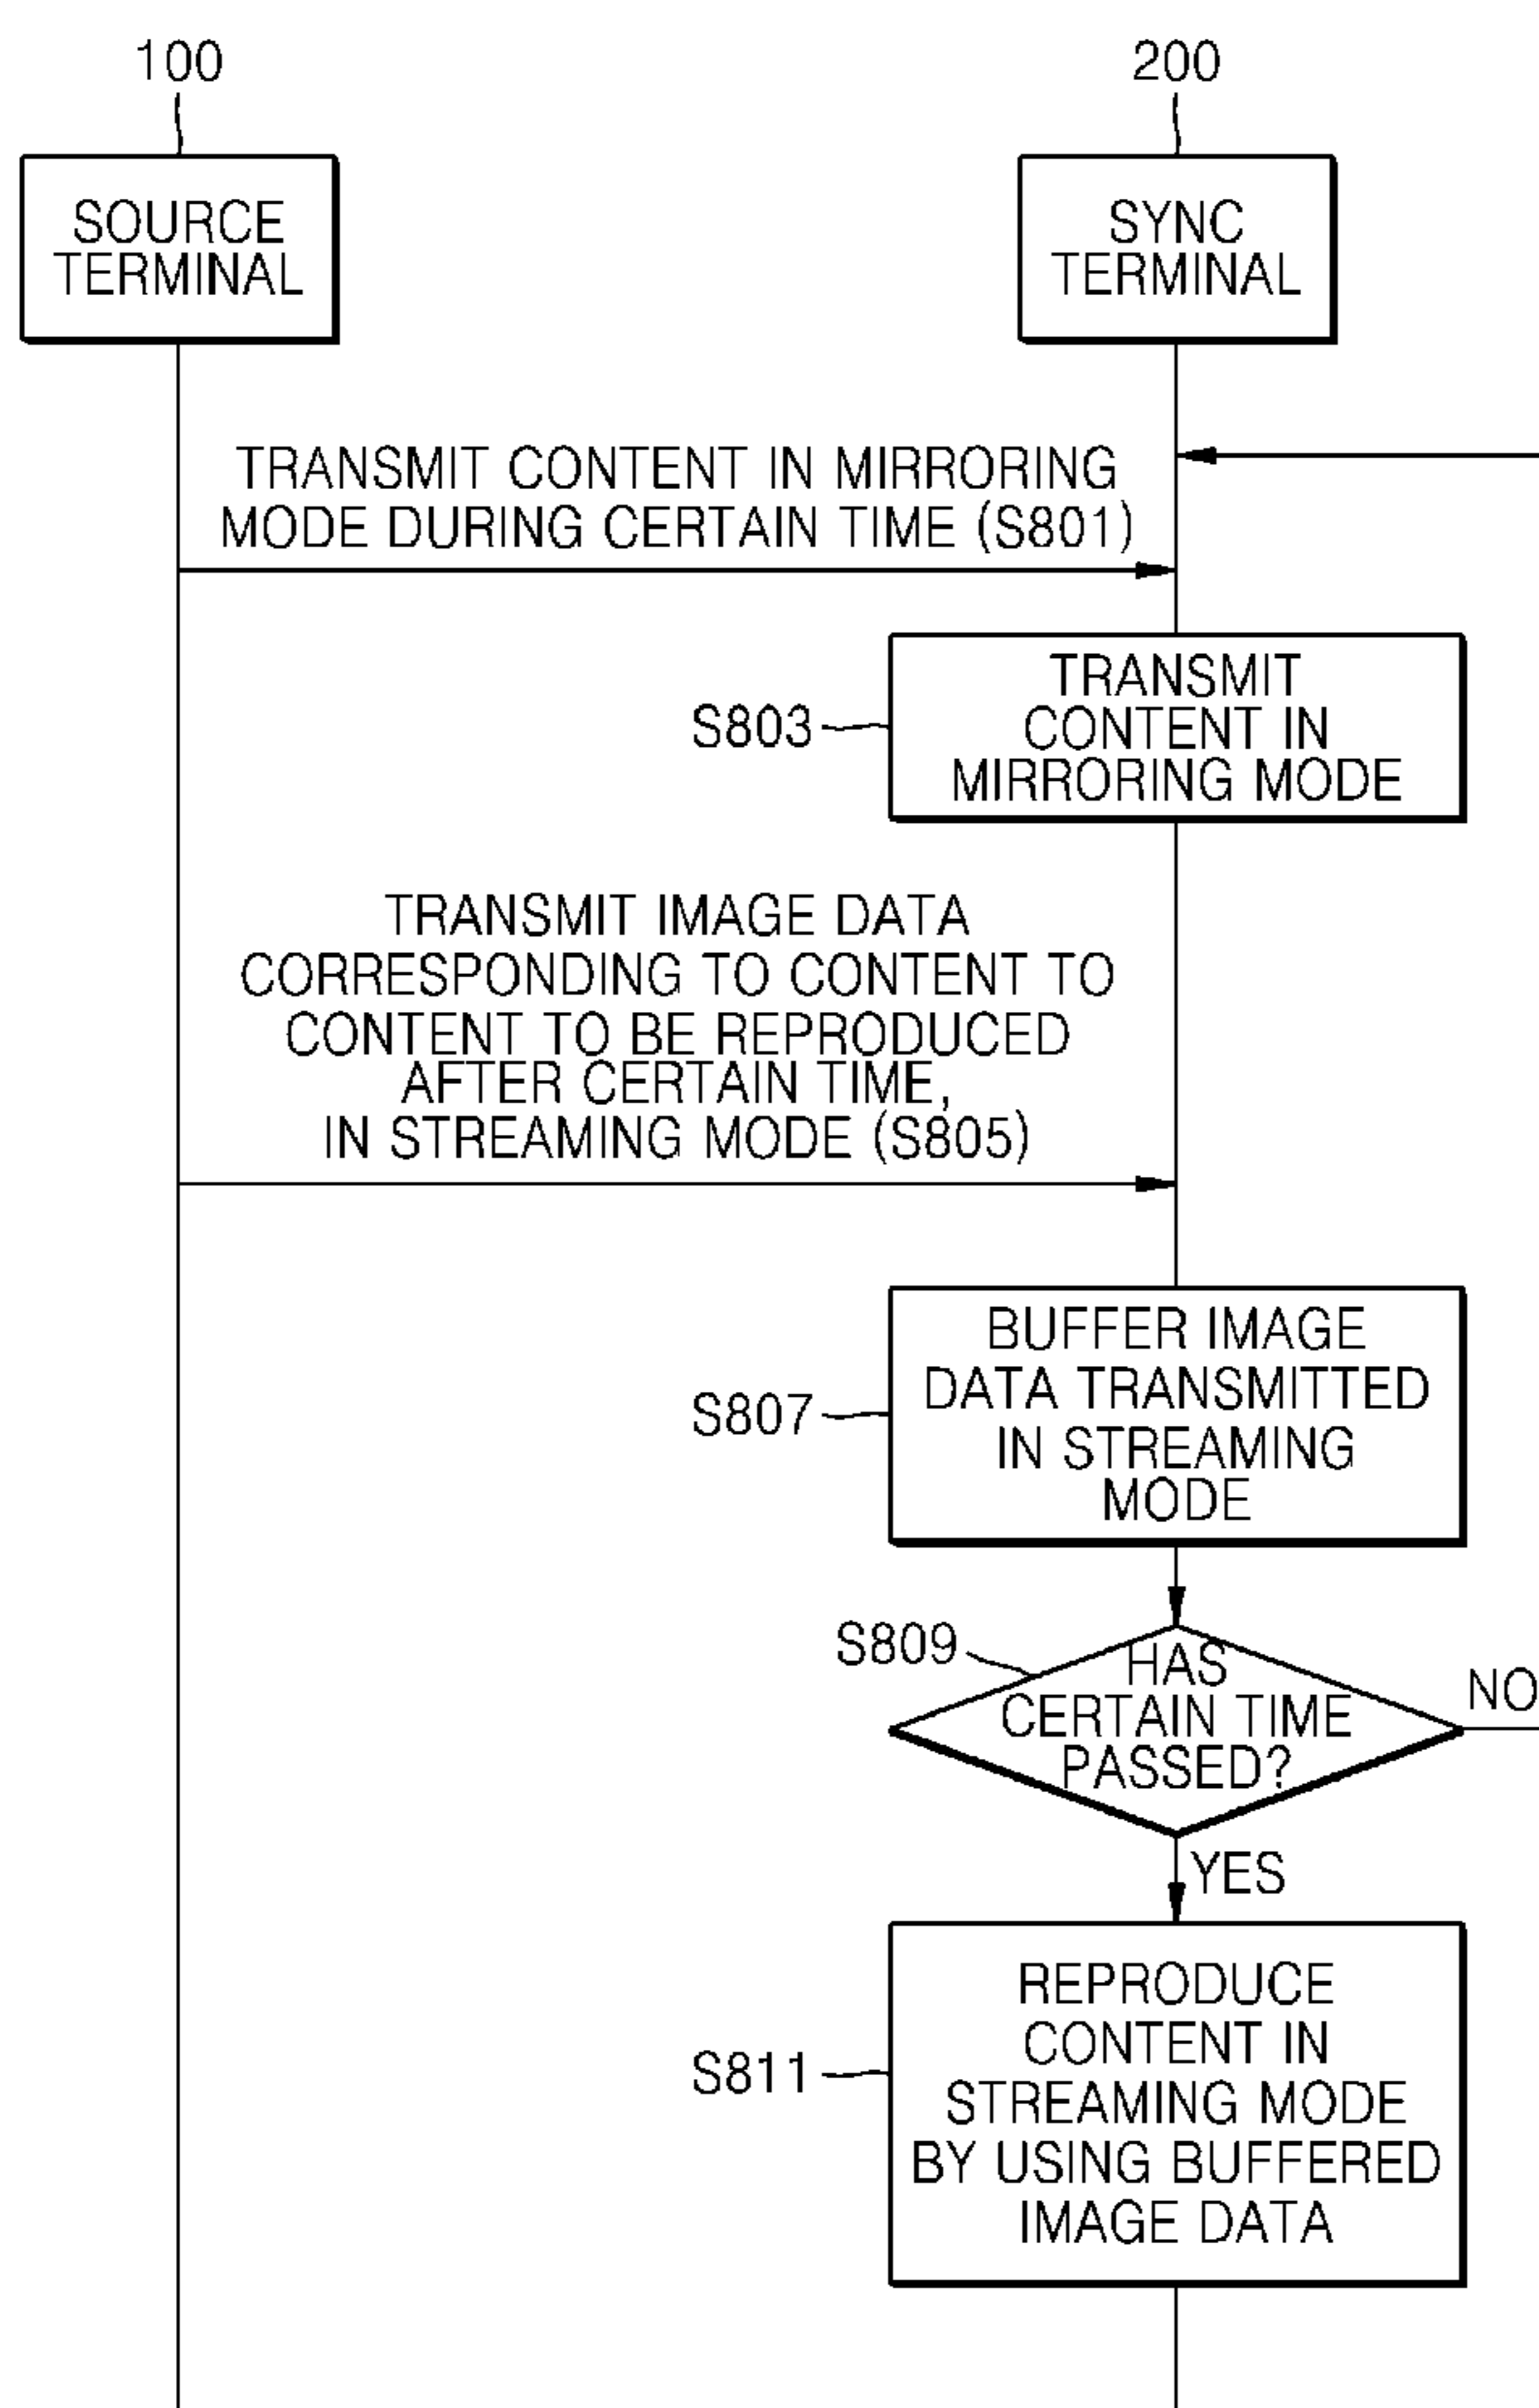 100
200
SOURCE
TERMINAL
SYNC
TERMINAL
TRANSMIT CONTENT IN MIRRORING
MODE DURING CERTAIN TIME (S801)
S803
TRANSMIT
CONTENT IN
MIRRORING MODE
TRANSMIT IMAGE DATA
CORRESPONDING TO CONTENT TO
CONTENT TO BE REPRODUCED
AFTER CERTAIN TIME,
IN STREAMING MODE (S805)
S807
BUFFER IMAGE
DATA TRANSMITTED
IN STREAMING
MODE
S809
HAS
CERTAIN TIME
PASSED?
NO
YES
S811
REPRODUCE
CONTENT IN
STREAMING MODE
BY USING BUFFERED
IMAGE DATA